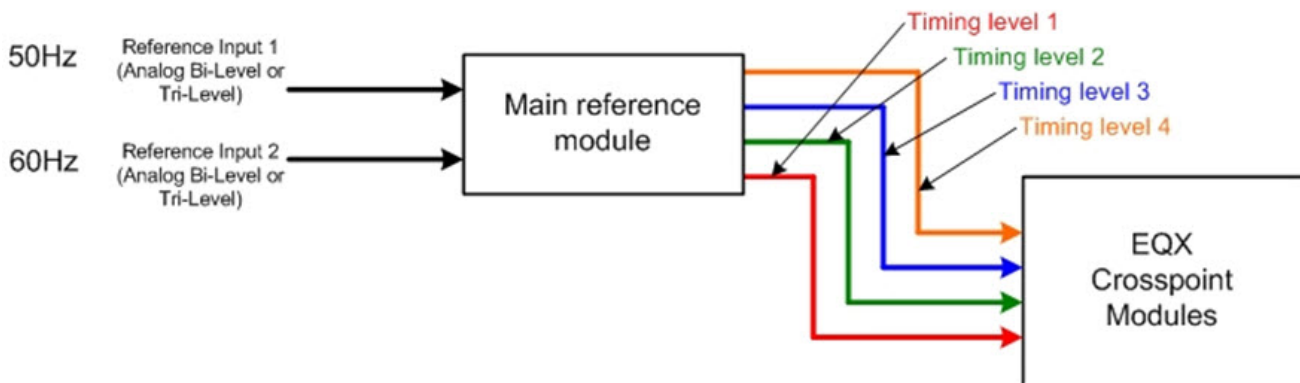 50Hz
Reference Input 1
(Analog Bi-Level or
Tri-Level)
60Hz
Reference Input 2
(Analog Bi-Level or
Tri-Level)
Main reference
module
Timing level 1
Timing level 2
Timing level 3
Timing level 4
EQX
Crosspoint
Modules